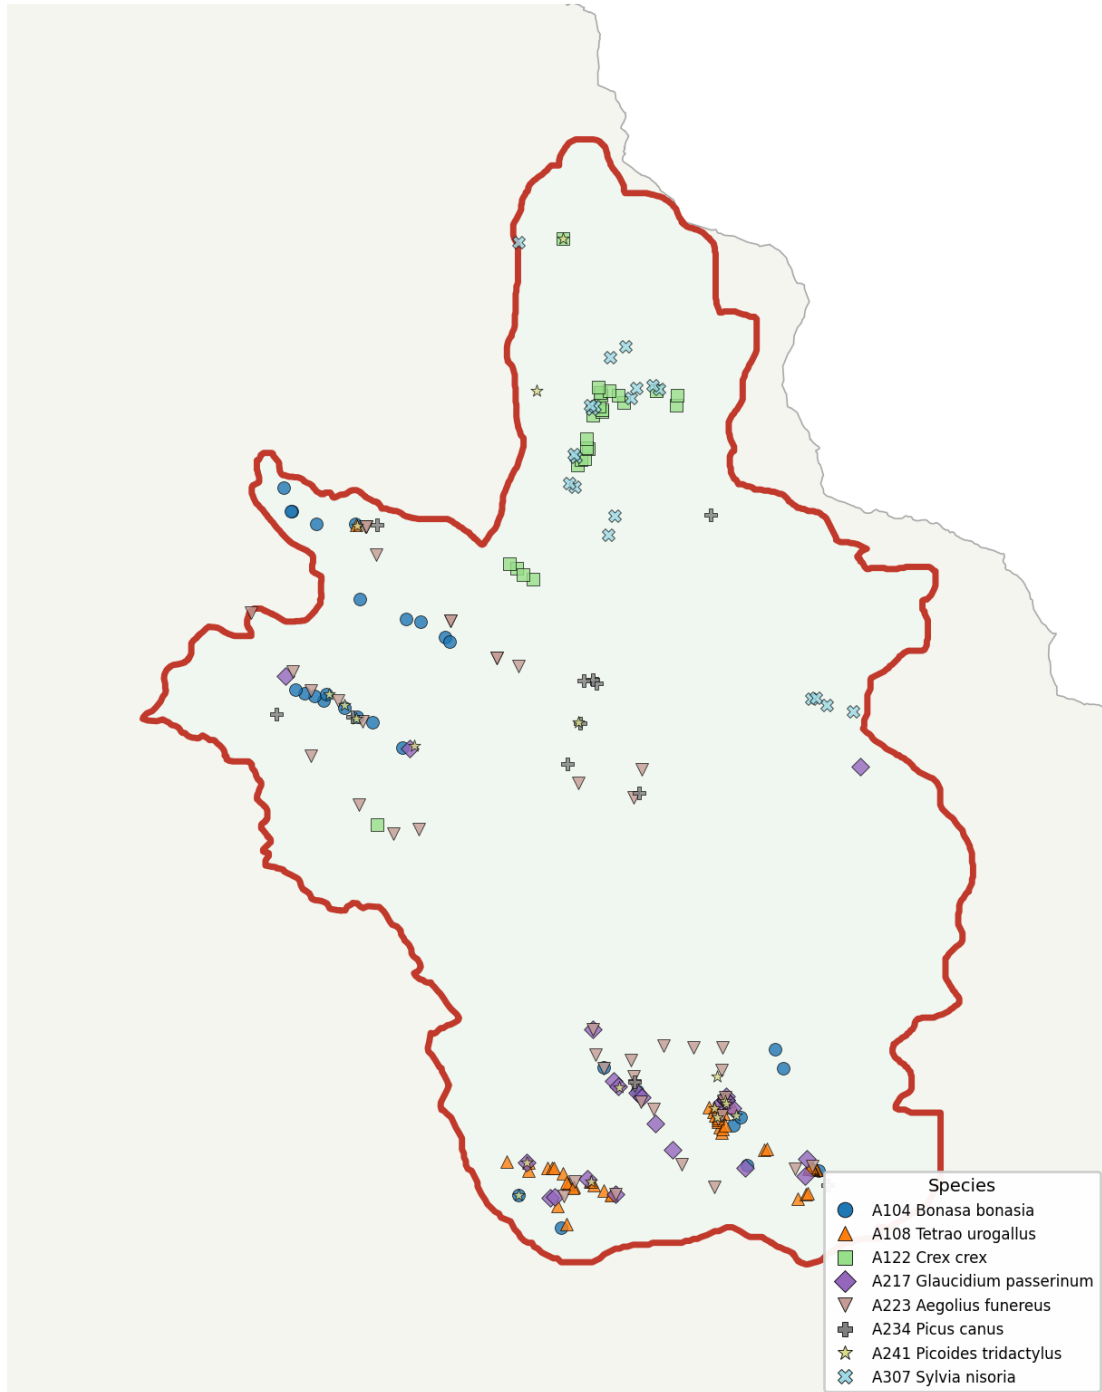 Species
A104 Bonasa bonasia
A108 Tetrao urogallus
A122 Crex crex
A217 Glaucidium passerinum
A223 Aegolius funereus
A234 Picus canus
A241 Picoides tridactylus
A307 Sylvia nisoria